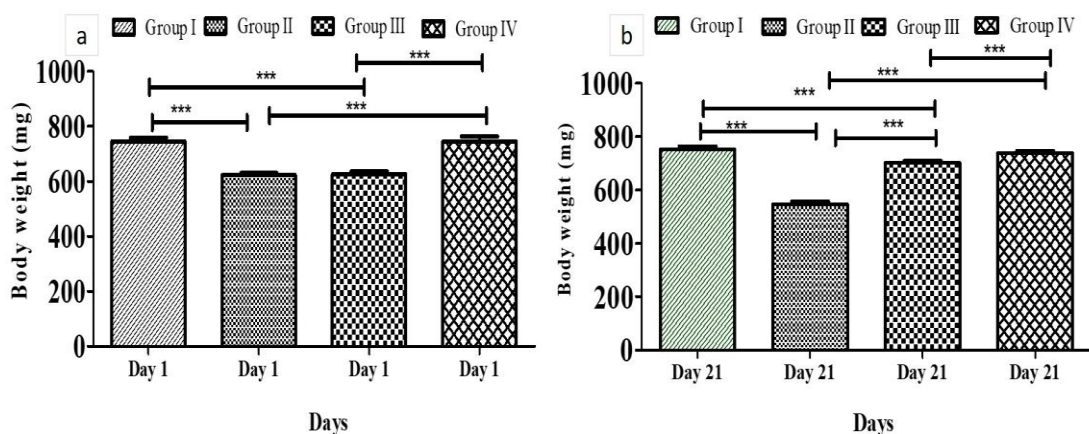 a
Group I Group II Group III Group IV
Body weight (mg)
1000
800
600
400
200
0
***
***
***
***
Day 1 Day 1 Day 1 Day 1
Days
b
Group I Group II Group III Group IV
Body weight (mg)
1000
800
600
400
200
0
***
***
***
***
***
Day 21 Day 21 Day 21 Day 21
Days